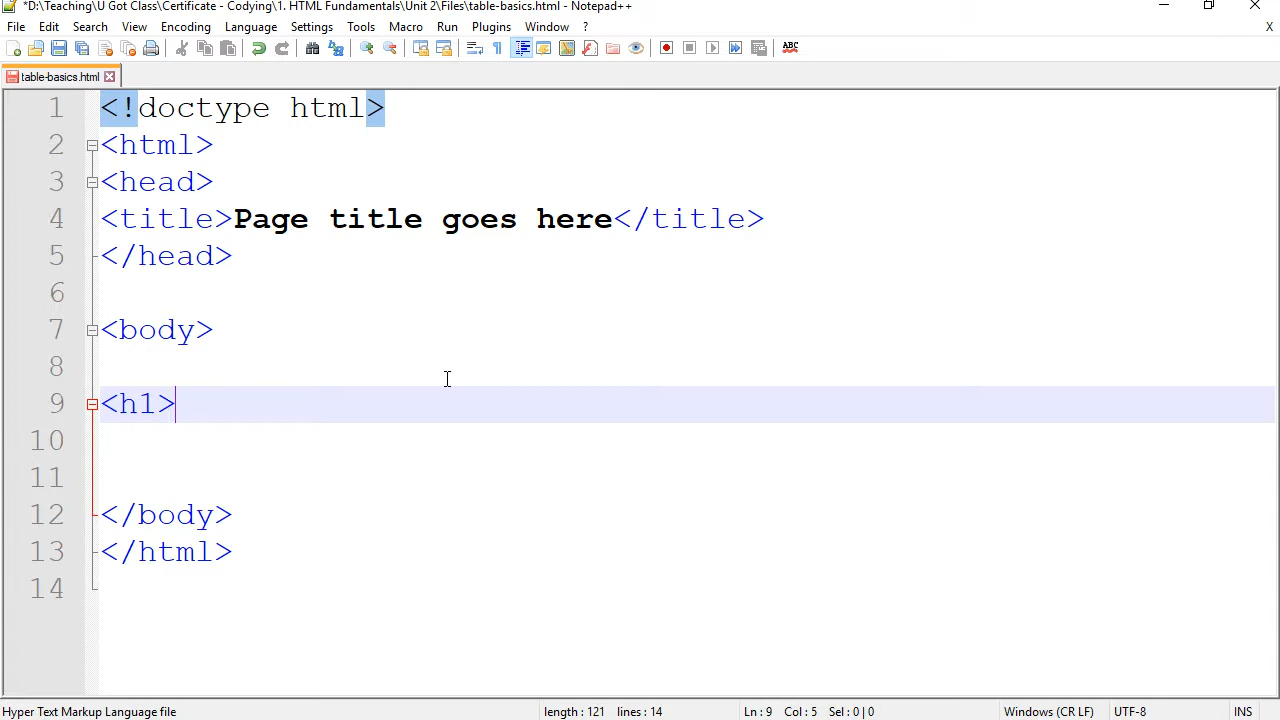 *D:\Teaching\U Got Class\Certificate - Codying\1. HTML Fundamentals\Unit 2\Files\table-basics.html - Notepad++
File Edit Search View Encoding Language Settings Tools Macro Run Plugins Window ? X
ABC
table-basics.html
1 <!doctype html>
2 <html>
3 <head>
4 <title>Page title goes here</title>
5 </head>
6
7 <body>
8
9 <h1>
10
11
12 </body>
13 </html>
14
Hyper Text Markup Language file length : 121 lines : 14 Ln : 9 Col : 5 Sel : 0 | 0 Windows (CR LF) UTF-8 INS